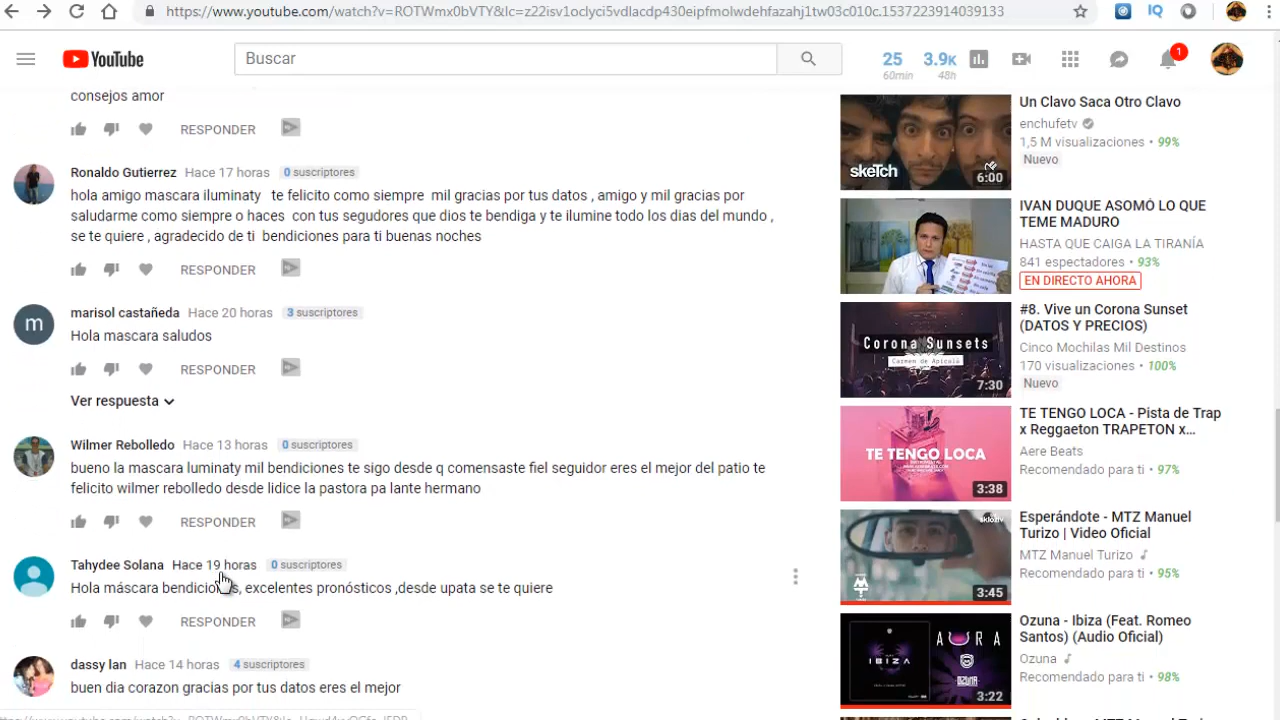 https://www.youtube.com/watch?v=ROTWmx0bVTY&lc=z22isv1oclyci5vdlacdp430eipfmolwdehfazahj1tw03c010c.1537223914039133
YouTube
Buscar
25
60min
3.9K
48h
1
consejos amor
RESPONDER
Ronaldo Gutierrez Hace 17 horas 0 suscriptores
hola amigo mascara illuminaty te felicito como siempre mil gracias por tus datos , amigo y mil gracias por
saludarme como siempre o haces con tus segudores que dios te bendiga y te ilumine todo los dias del mundo ,
se te quiere , agradecida de ti bendiciones para ti buenas noches
RESPONDER
marisol castañeda Hace 20 horas 3 suscriptores
m
Hola mascara saludos
RESPONDER
Ver respuesta
Wilmer Rebolledo Hace 13 horas 0 suscriptores
bueno la mascara luminati mil bendiciones te sigo desde q comenzaste fiel seguidor eres el mejor del patio te
felicito wilmer rebolledo desde lidice la pastora pa lante hermano
RESPONDER
Tahydee Solana Hace 19 horas 0 suscriptores
Hola máscara bendiciones, excelentes pronósticos ,desde upata se te quiere
RESPONDER
dassy lan Hace 14 horas 4 suscriptores
buen dia corazon gracias por tus datos eres el mejor
skeTch
6:00
Un Clavo Saca Otro Clavo
enchufetv
1,5 M visualizaciones • 99%
Nuevo
IVAN DUQUE ASOMÓ LO QUE
TEME MADURO
HASTA QUE CAIGA LA TIRANÍA
841 espectadores • 93%
EN DIRECTO AHORA
Corona Sunsets
Carmen de Apicalá
7:30
#8. Vive un Corona Sunset
(DATOS Y PRECIOS)
Cinco Mochilas Mil Destinos
170 visualizaciones • 100%
Nuevo
TE TENGO LOCA
3:38
TE TENGO LOCA - Pista de Trap
x Reggaeton TRAPETON x...
Aere Beats
Recomendado para ti • 97%
3:45
Esperándote - MTZ Manuel
Turizo | Video Oficial
MTZ Manuel Turizo
Recomendado para ti • 95%
IBIZA
AURA
3:22
Ozuna - Ibiza (Feat. Romeo
Santos) (Audio Oficial)
Ozuna
Recomendado para ti • 98%